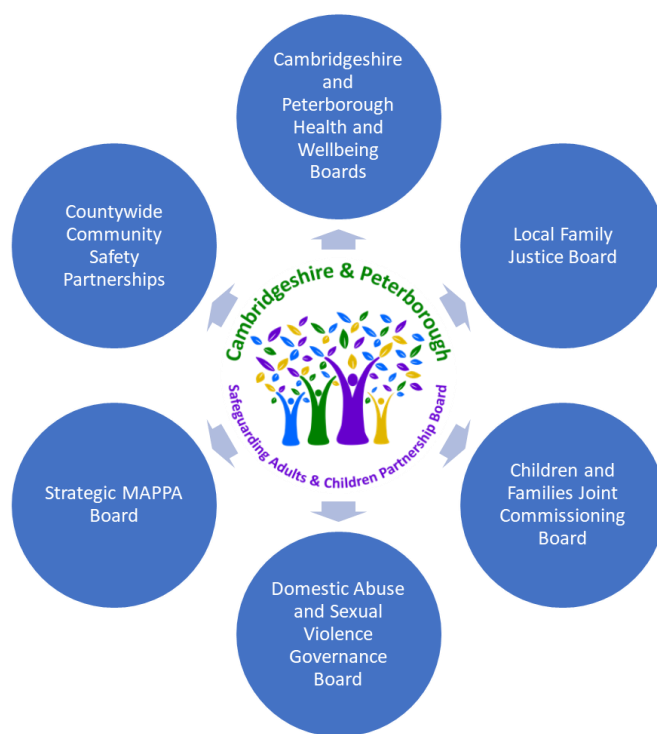 Cambridgeshire
and
Peterborough
Health and
Wellbeing
Boards
Countywide
Community
Safety
Partnerships
Local Family
Justice Board
Cambridgeshire & Peterborough
Safeguarding Adults & Children Partnership Board
Strategic MAPPA
Board
Children and
Families Joint
Commissioning
Board
Domestic Abuse
and Sexual
Violence
Governance
Board